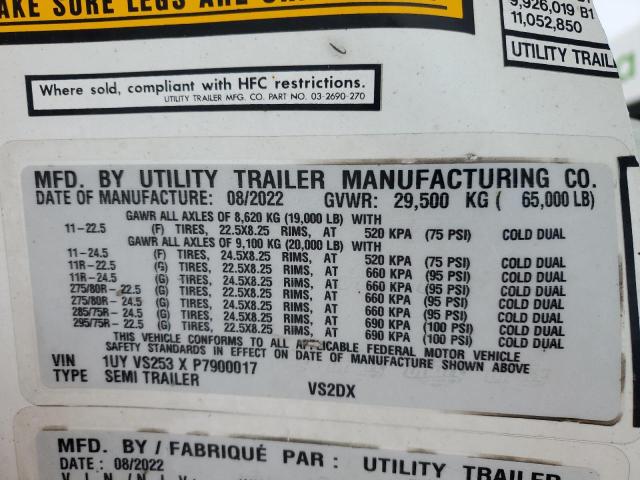 AKE SURE LEGS ARE
9,926,019 B1
11,052,850
UTILITY TRAIL
Where sold, compliant with HFC restrictions.
UTILITY TRAILER MFG. CO. PART NO. 03-2690-270
MFD. BY UTILITY TRAILER MANUFACTURING CO.
DATE OF MANUFACTURE: 08/2022 GVWR: 29,500 KG ( 65,000 LB)
GAWR ALL AXLES OF 8,620 KG (19,000 LB) WITH
11-22.5 (F) TIRES, 22.5X8.25 RIMS, AT 520 KPA (75 PSI) COLD DUAL
GAWR ALL AXLES OF 9,100 KG (20,000 LB) WITH
11-24.5 (F) TIRES, 24.5X8.25 RIMS, AT 520 KPA (75 PSI) COLD DUAL
11R-22.5 (G) TIRES, 22.5X8.25 RIMS, AT 660 KPA (95 PSI) COLD DUAL
11R-24.5 (G) TIRES, 24.5X8.25 RIMS, AT 660 KPA (95 PSI) COLD DUAL
275/80R- 22.5 (G) TIRES, 22.5X8.25 RIMS, AT 660 KPA (95 PSI) COLD DUAL
275/80R- 24.5 (G) TIRES, 24.5X8.25 RIMS, AT 660 KPA (95 PSI) COLD DUAL
285/75R- 24.5 (G) TIRES, 24.5X8.25 RIMS, AT 690 KPA (100 PSI) COLD DUAL
295/75R- 22.5 (G) TIRES, 22.5X8.25 RIMS, AT 690 KPA (100 PSI) COLD DUAL
THIS VEHICLE CONFORMS TO ALL APPLICABLE FEDERAL MOTOR VEHICLE
SAFETY STANDARDS IN EFFECT ON DATE OF MANUFACTURE SHOWN ABOVE
VIN 1UY VS253 X P7900017
TYPE SEMI TRAILER VS2DX
MFD. BY / FABRIQUÉ PAR : UTILITY TRAILER
DATE : 08/2022